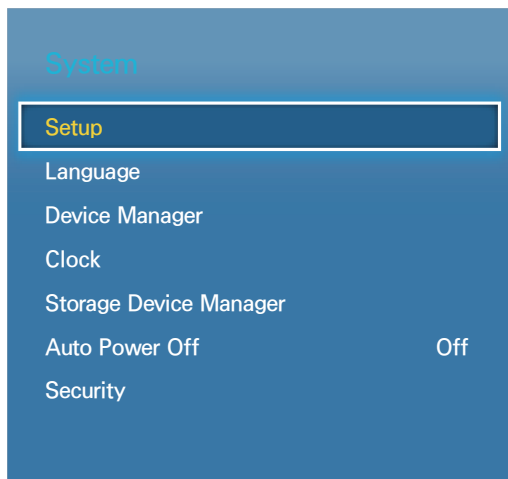 System
Setup
Language
Device Manager
Clock
Storage Device Manager
Auto Power Off Off
Security